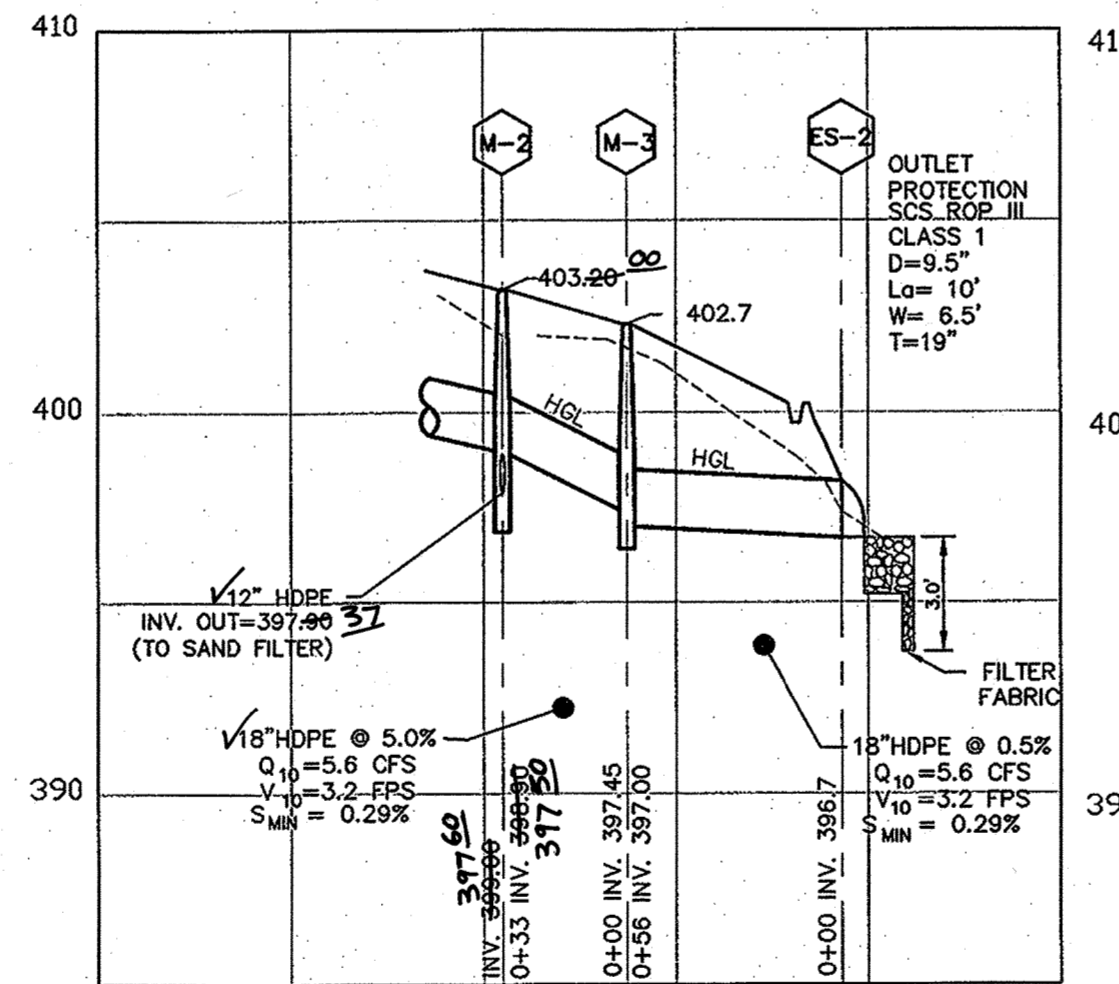 410
41
M-2
M-3
ES-2
OUTLET
PROTECTION
SCS ROP III
CLASS 1
D=9.5"
La= 10'
W= 6.5'
T=19"
403.20 00
402.7
400
40
HGL
HGL
3.0'
✓12" HDPE
INV. OUT=397.90 37
(TO SAND FILTER)
FILTER
FABRIC
✓18"HDPE @ 5.0%
Q10=5.6 CFS
V10=3.2 FPS
SMIN = 0.29%
18"HDPE @ 0.5%
Q10=5.6 CFS
V10=3.2 FPS
SMIN = 0.29%
390
39
397 60
INV. 399.00
0+33 INV. 398.90
397 50
0+00 INV. 397.45
0+56 INV. 397.00
0+00 INV. 396.7